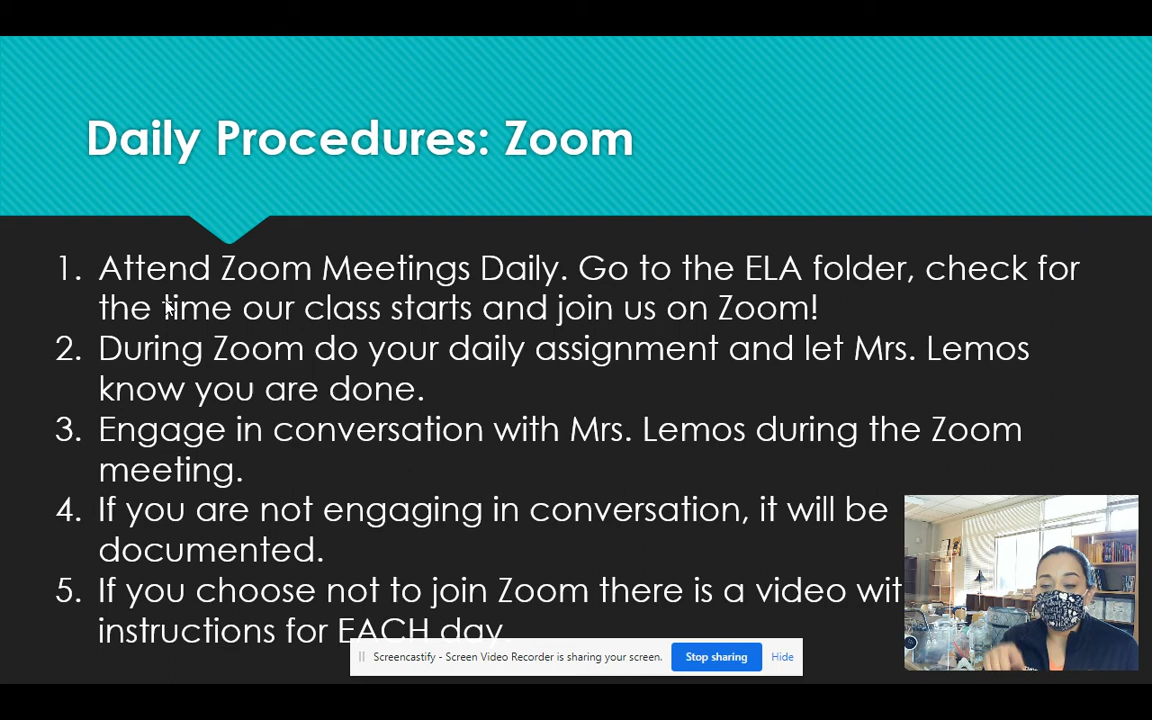 Daily Procedures: Zoom
1. Attend Zoom Meetings Daily. Go to the ELA folder, check for
the time our class starts and join us on Zoom!
2. During Zoom do your daily assignment and let Mrs. Lemos
know you are done.
3. Engage in conversation with Mrs. Lemos during the Zoom
meeting.
4. If you are not engaging in conversation, it will be
documented.
5. If you choose not to join Zoom there is a video wit
instructions for EACH day
Screencastify - Screen Video Recorder is sharing your screen.
Stop sharing
Hide